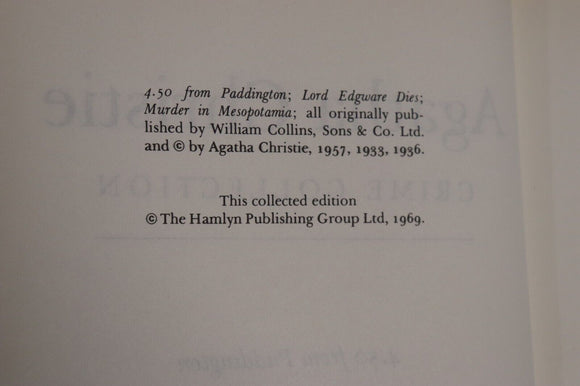 4.50 from Paddington; Lord Edgware Dies;
Murder in Mesopotamia; all originally pub-
lished by William Collins, Sons & Co. Ltd.
and © by Agatha Christie, 1957, 1933, 1936.
This collected edition
© The Hamlyn Publishing Group Ltd, 1969.